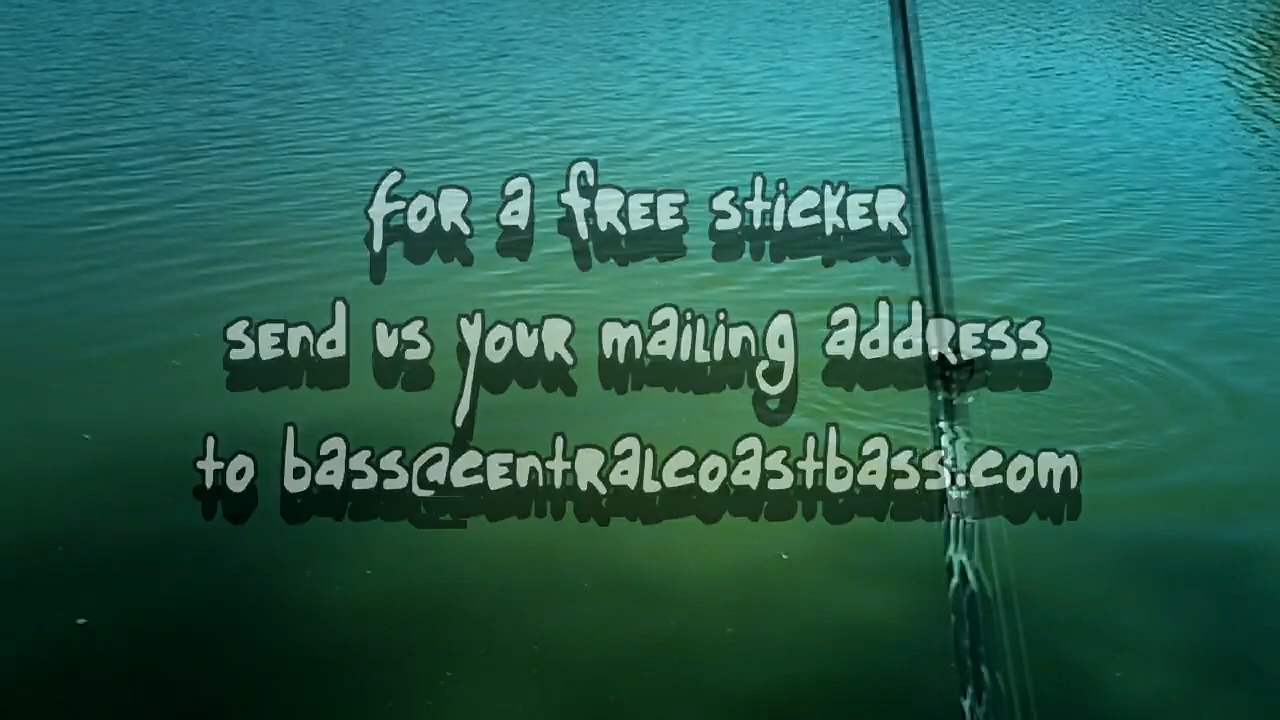 for a free sticker
send us your mailing address
to bass@centralcoastbass.com